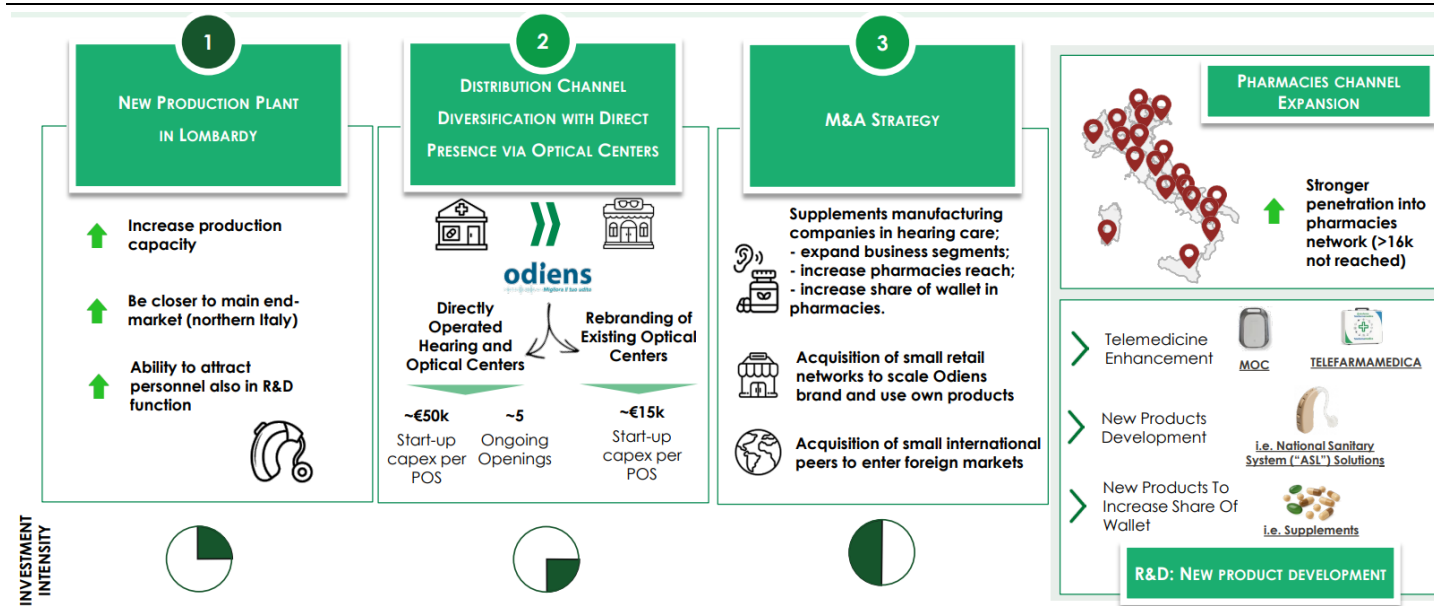 1
NEW PRODUCTION PLANT
IN LOMBARDY
Increase production
capacity
Be closer to main end-
market (northern Italy)
Ability to attract
personnel also in R&D
function
2
DISTRIBUTION CHANNEL
DIVERSIFICATION WITH DIRECT
PRESENCE VIA OPTICAL CENTERS
odiens
Migliora il tuo udito
Directly
Operated
Hearing and
Optical Centers
Rebranding of
Existing Optical
Centers
~€50k
Start-up
capex per
POS
~5
Ongoing
Openings
~€15k
Start-up
capex per
POS
3
M&A STRATEGY
Supplements manufacturing
companies in hearing care;
- expand business segments;
- increase pharmacies reach;
- increase share of wallet in
pharmacies.
Acquisition of small retail
networks to scale Odiens
brand and use own products
Acquisition of small international
peers to enter foreign markets
PHARMACIES CHANNEL
EXPANSION
Stronger
penetration into
pharmacies
network (>16k
not reached)
Telemedicine
Enhancement
MOC
TELEFARMAMEDICA
New Products
Development
i.e. National Sanitary
System ("ASL") Solutions
New Products To
Increase Share Of
Wallet
i.e. Supplements
R&D: NEW PRODUCT DEVELOPMENT
INVESTMENT
INTENSITY